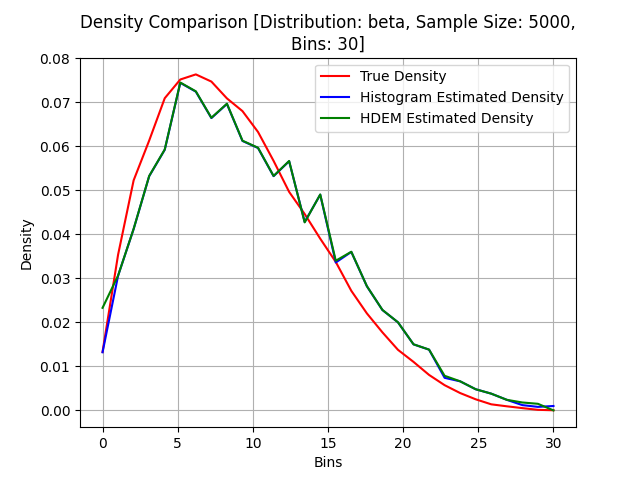 Density Comparison [Distribution: beta, Sample Size: 5000,
Bins: 30]
True Density
Histogram Estimated Density
HDEM Estimated Density
Density
0.08
0.07
0.06
0.05
0.04
0.03
0.02
0.01
0.00
0 5 10 15 20 25 30
Bins